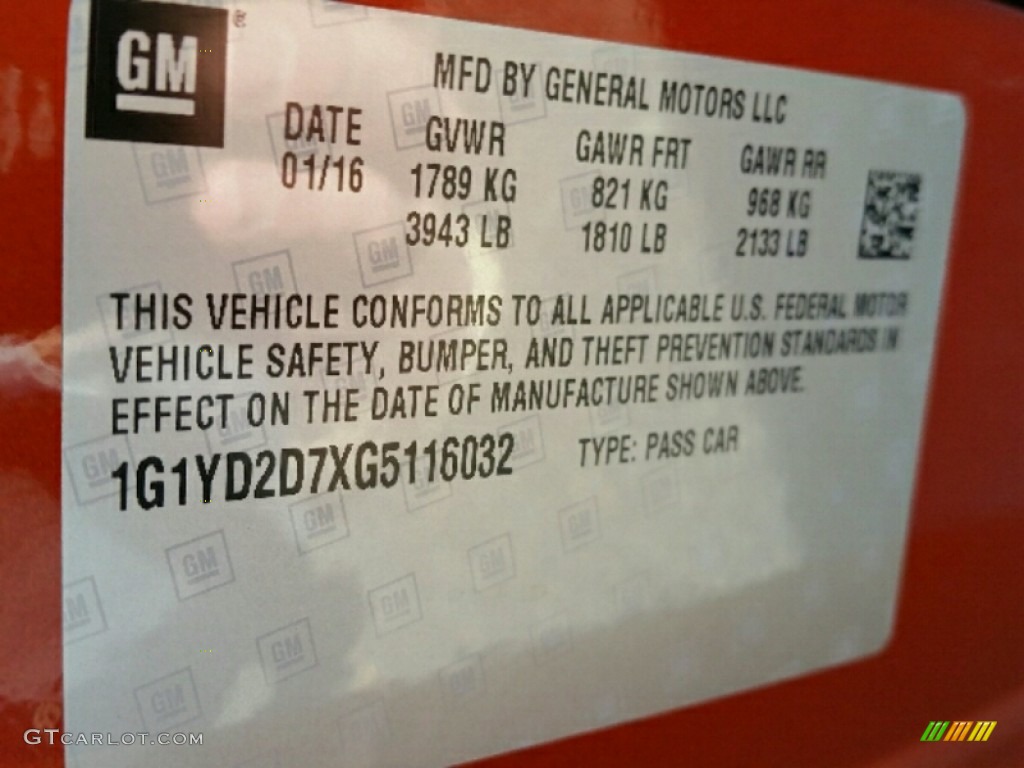 GM ®
MFD BY GENERAL MOTORS LLC
DATE GVWR GAWR FRT GAWR RR
01/16 1789 KG 821 KG 968 KG
3943 LB 1810 LB 2133 LB
THIS VEHICLE CONFORMS TO ALL APPLICABLE U.S. FEDERAL MOTOR
VEHICLE SAFETY, BUMPER, AND THEFT PREVENTION STANDARDS IN
EFFECT ON THE DATE OF MANUFACTURE SHOWN ABOVE.
1G1YD2D7XG5116032 TYPE: PASS CAR
GTCARLOT.COM